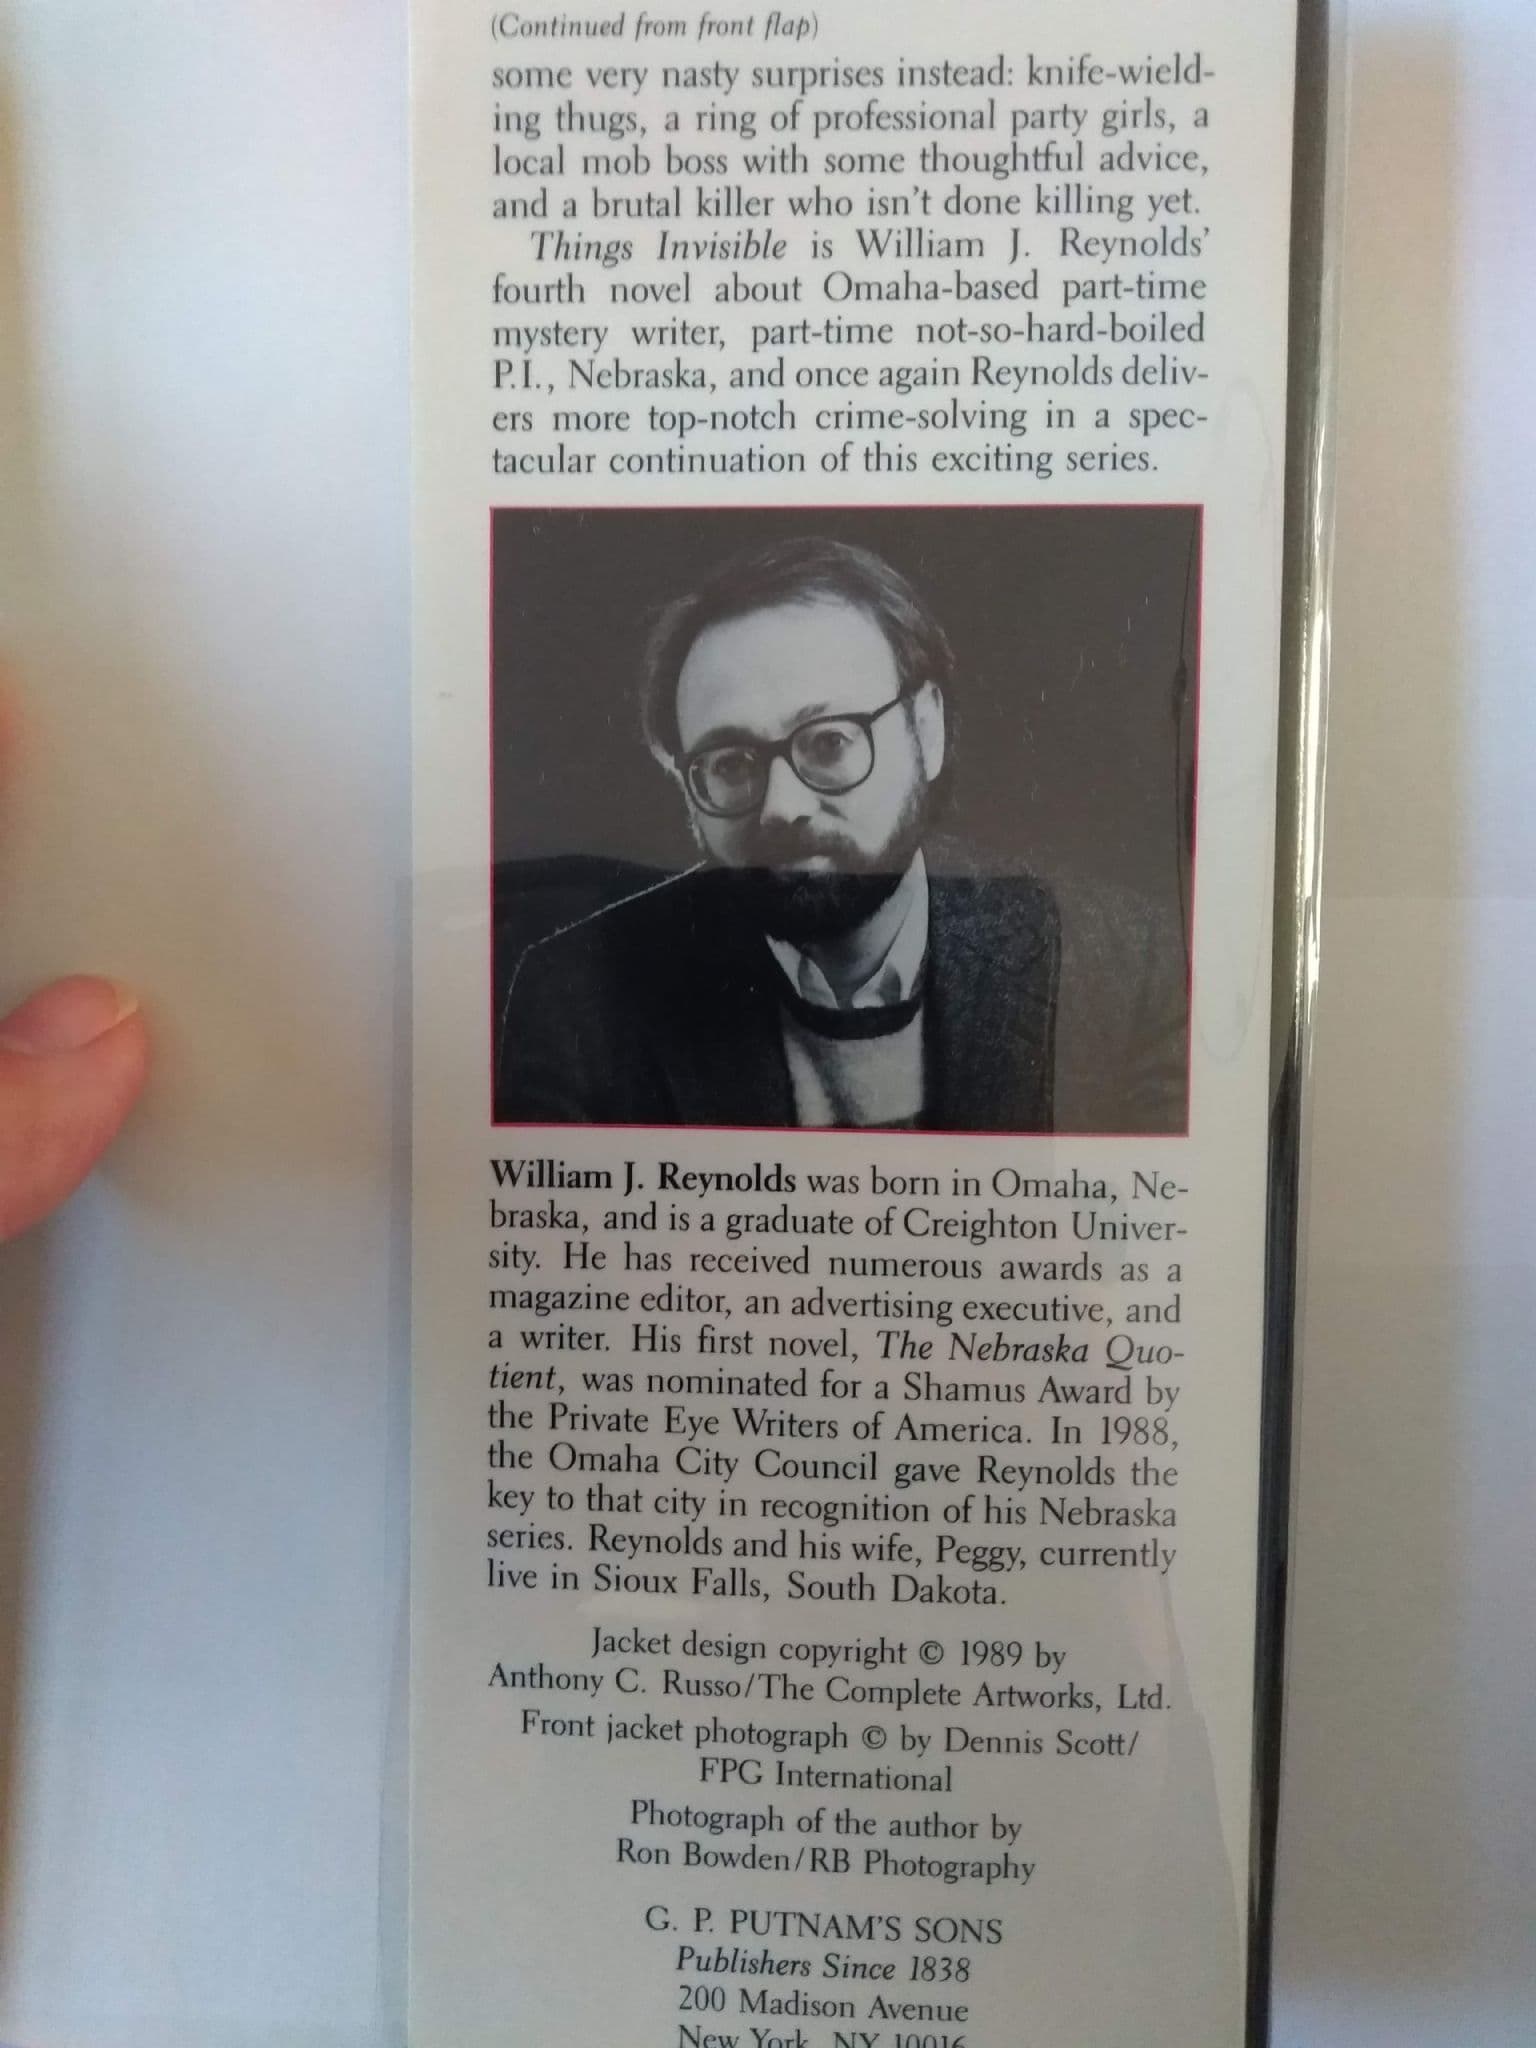 (Continued from front flap)
some very nasty surprises instead: knife-wield-
ing thugs, a ring of professional party girls, a
local mob boss with some thoughtful advice,
and a brutal killer who isn't done killing yet.
Things Invisible is William J. Reynolds'
fourth novel about Omaha-based part-time
mystery writer, part-time not-so-hard-boiled
P.I., Nebraska, and once again Reynolds deliv-
ers more top-notch crime-solving in a spec-
tacular continuation of this exciting series.
William J. Reynolds was born in Omaha, Ne-
braska, and is a graduate of Creighton Univer-
sity. He has received numerous awards as a
magazine editor, an advertising executive, and
a writer. His first novel, The Nebraska Quo-
tient, was nominated for a Shamus Award by
the Private Eye Writers of America. In 1988,
the Omaha City Council gave Reynolds the
key to that city in recognition of his Nebraska
series. Reynolds and his wife, Peggy, currently
live in Sioux Falls, South Dakota.
Jacket design copyright © 1989 by
Anthony C. Russo/The Complete Artworks, Ltd.
Front jacket photograph © by Dennis Scott/
FPG International
Photograph of the author by
Ron Bowden/RB Photography
G. P. PUTNAM'S SONS
Publishers Since 1838
200 Madison Avenue
New York, NY 10016